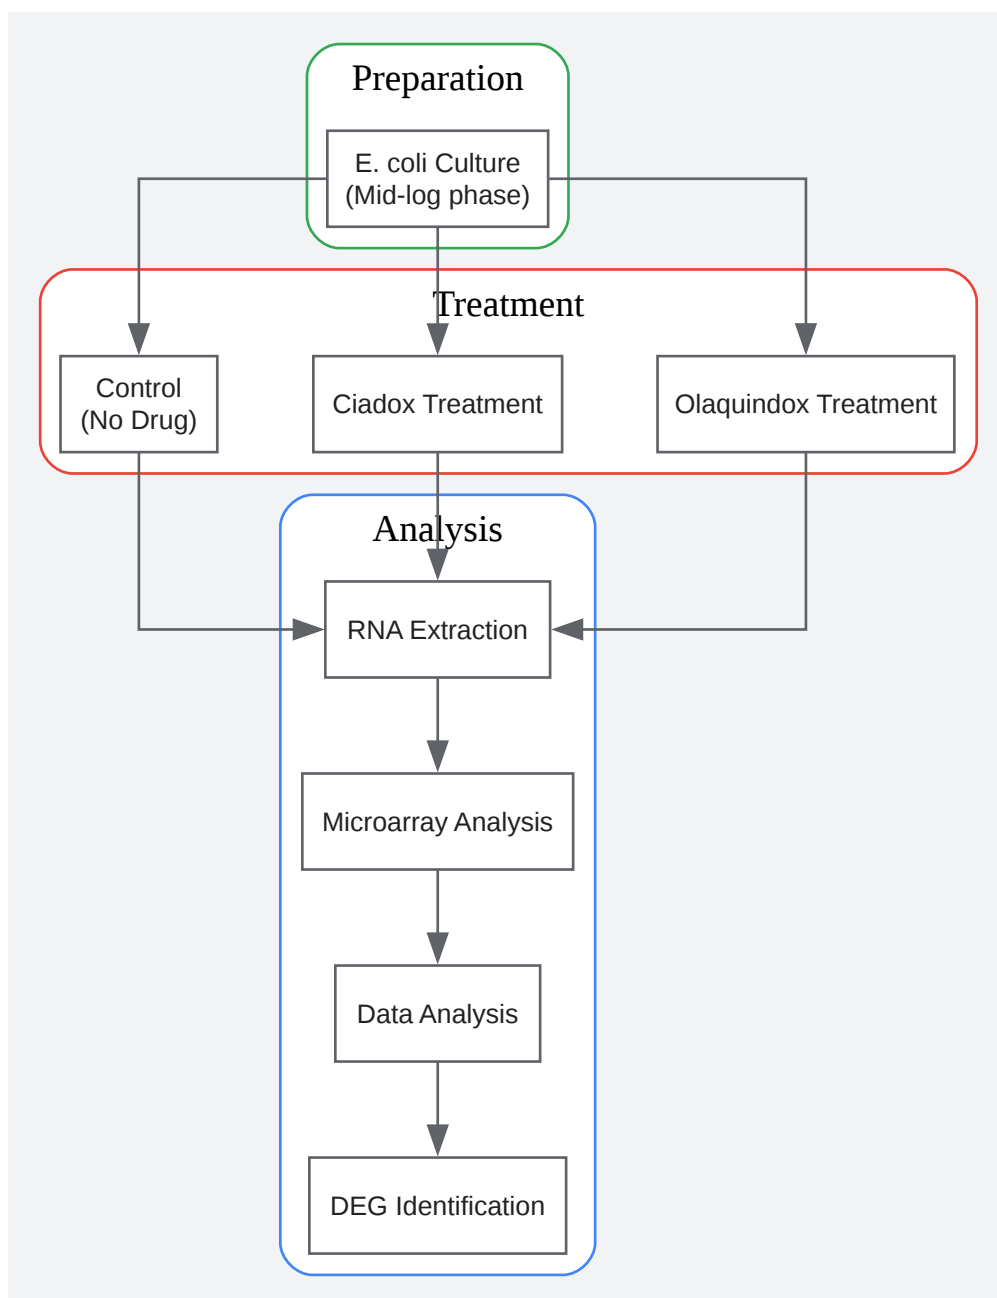 Preparation
E. coli Culture
(Mid-log phase)
Treatment
Control
(No Drug)
Ciadox Treatment
Olaquindox Treatment
Analysis
RNA Extraction
Microarray Analysis
Data Analysis
DEG Identification